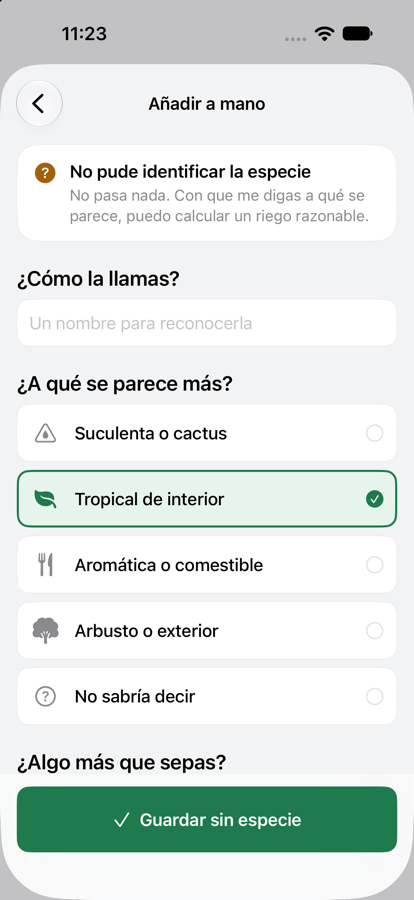 11:23
Añadir a mano
No pude identificar la especie
No pasa nada. Con que me digas a qué se
parece, puedo calcular un riego razonable.
¿Cómo la llamas?
Un nombre para reconocerla
¿A qué se parece más?
Suculenta o cactus
Tropical de interior
Aromática o comestible
Arbusto o exterior
No sabría decir
¿Algo más que sepas?
Guardar sin especie